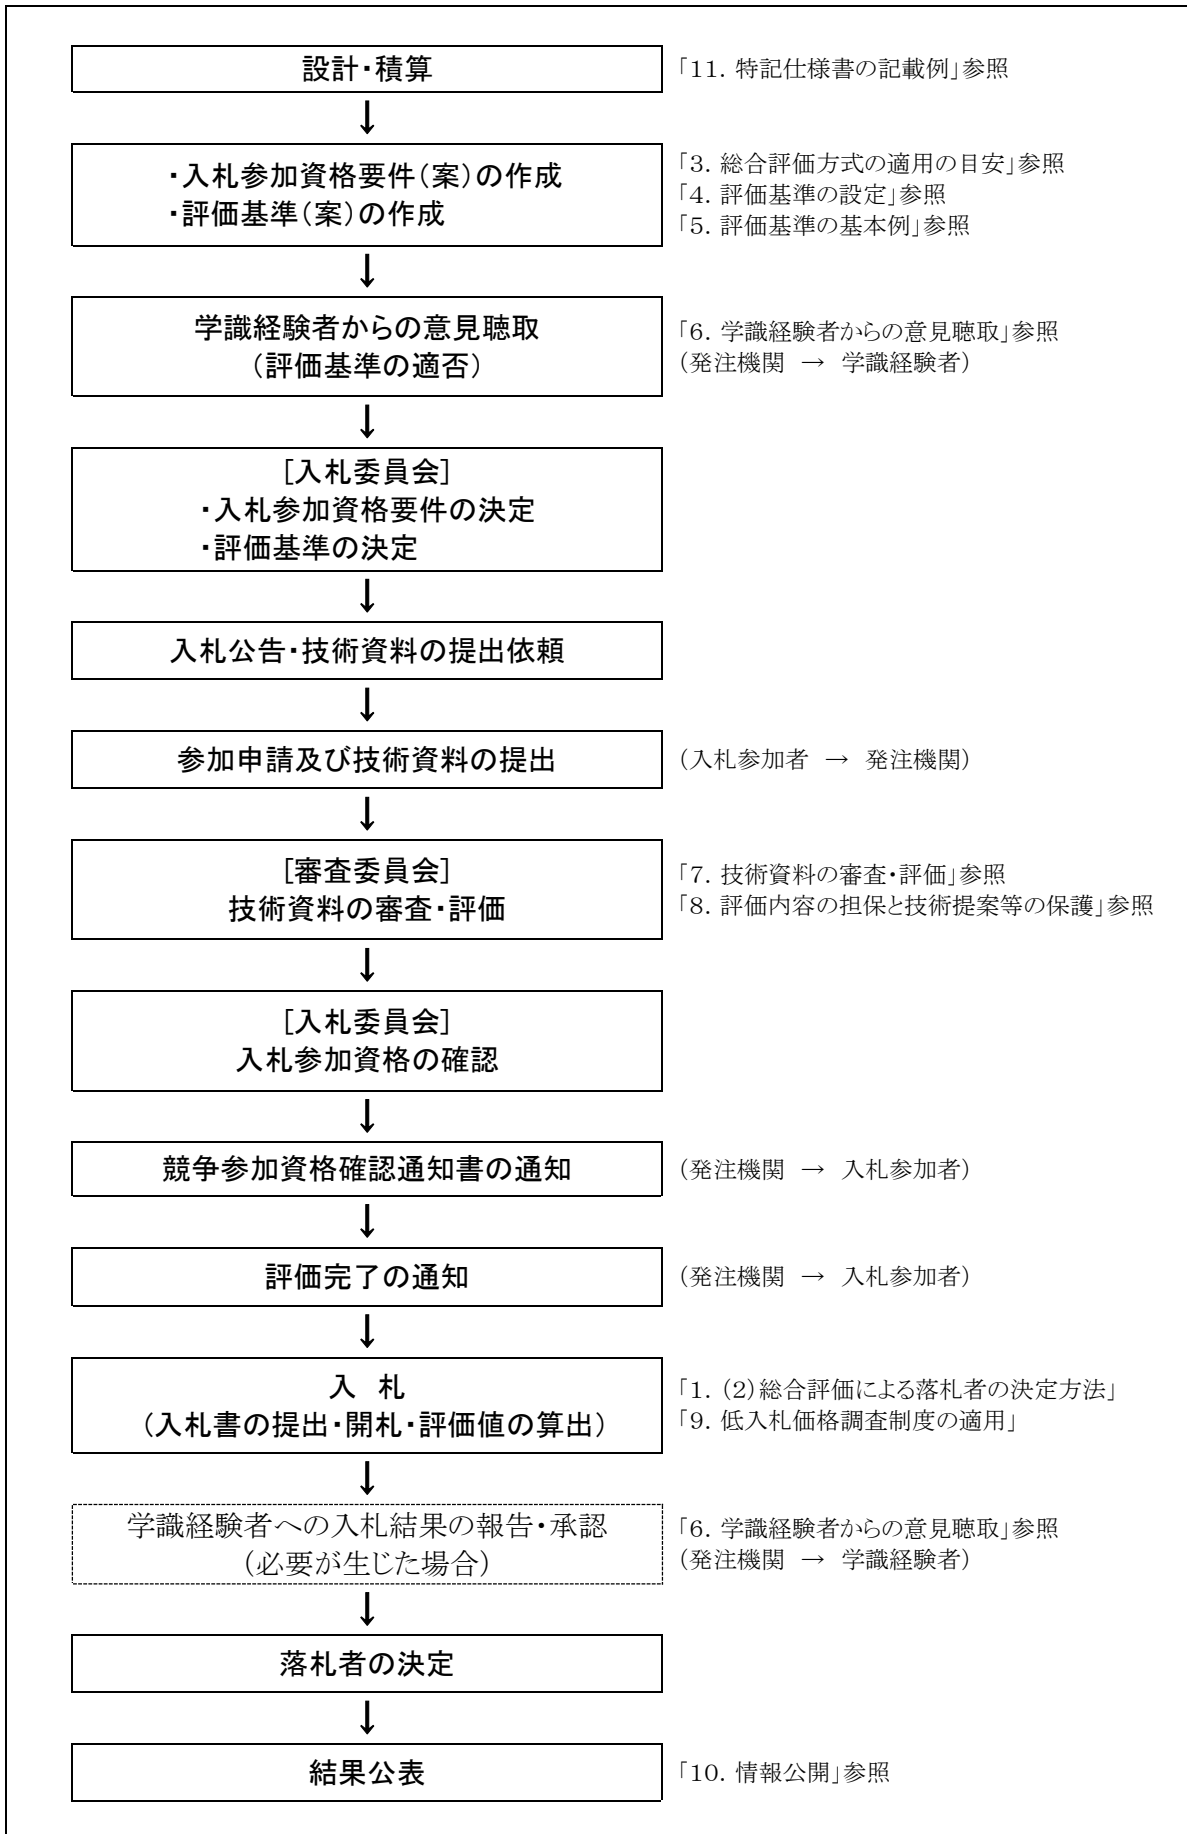 設計・積算
「11. 特記仕様書の記載例」参照
↓
・入札参加資格要件(案)の作成
・評価基準(案)の作成
「3. 総合評価方式の適用の目安」参照
「4. 評価基準の設定」参照
「5. 評価基準の基本例」参照
↓
学識経験者からの意見聴取
(評価基準の適否)
「6. 学識経験者からの意見聴取」参照
(発注機関 → 学識経験者)
↓
[入札委員会]
・入札参加資格要件の決定
・評価基準の決定
↓
入札公告・技術資料の提出依頼
↓
参加申請及び技術資料の提出
(入札参加者 → 発注機関)
↓
[審査委員会]
技術資料の審査・評価
「7. 技術資料の審査・評価」参照
「8. 評価内容の担保と技術提案等の保護」参照
↓
[入札委員会]
入札参加資格の確認
↓
競争参加資格確認通知書の通知
(発注機関 → 入札参加者)
↓
評価完了の通知
(発注機関 → 入札参加者)
↓
入 札
(入札書の提出・開札・評価値の算出)
「1. (2)総合評価による落札者の決定方法」
「9. 低入札価格調査制度の適用」
↓
学識経験者への入札結果の報告・承認
(必要が生じた場合)
「6. 学識経験者からの意見聴取」参照
(発注機関 → 学識経験者)
↓
落札者の決定
↓
結果公表
「10. 情報公開」参照